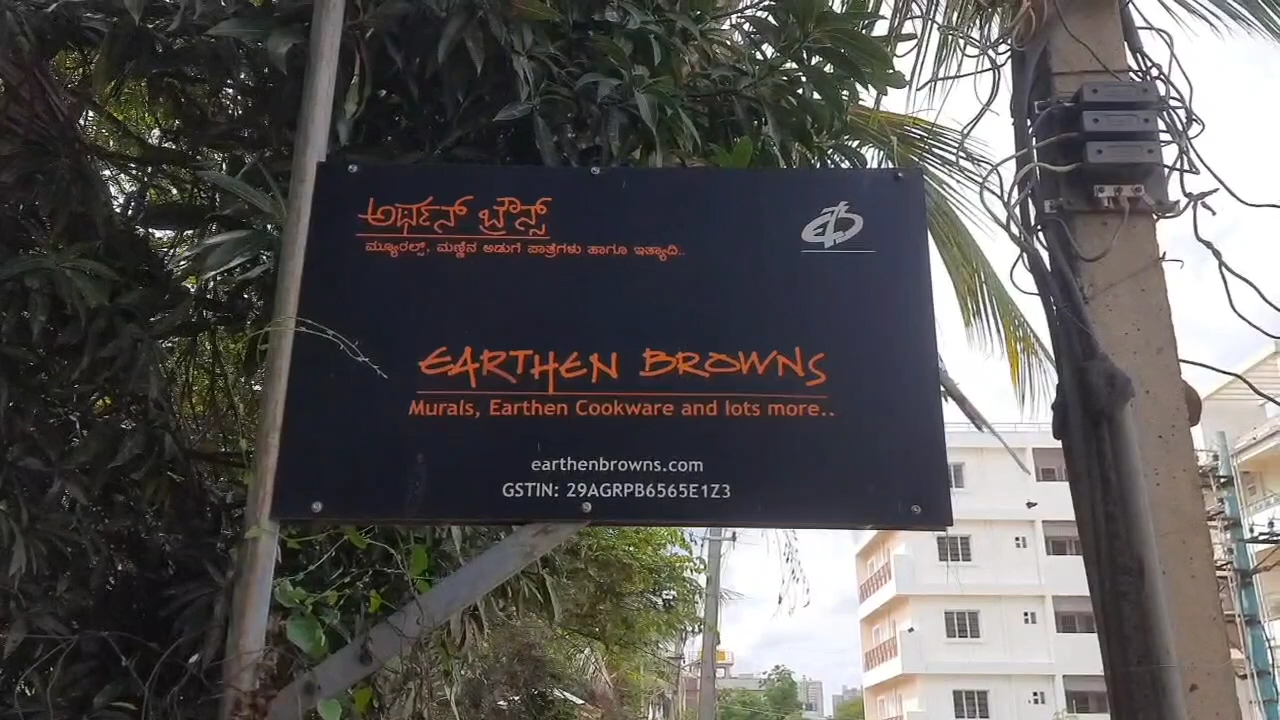 ಅರ್ಥನ್ ಬ್ರೌನ್ಸ್
ಮ್ಯೂರಲ್ಸ್, ಮಣ್ಣಿನ ಅಡುಗೆ ಪಾತ್ರೆಗಳು ಹಾಗೂ ಇತ್ಯಾದಿ..
EARTHEN BROWNS
Murals, Earthen Cookware and lots more..
earthenbrowns.com
GSTIN: 29AGRPB6565E1Z3